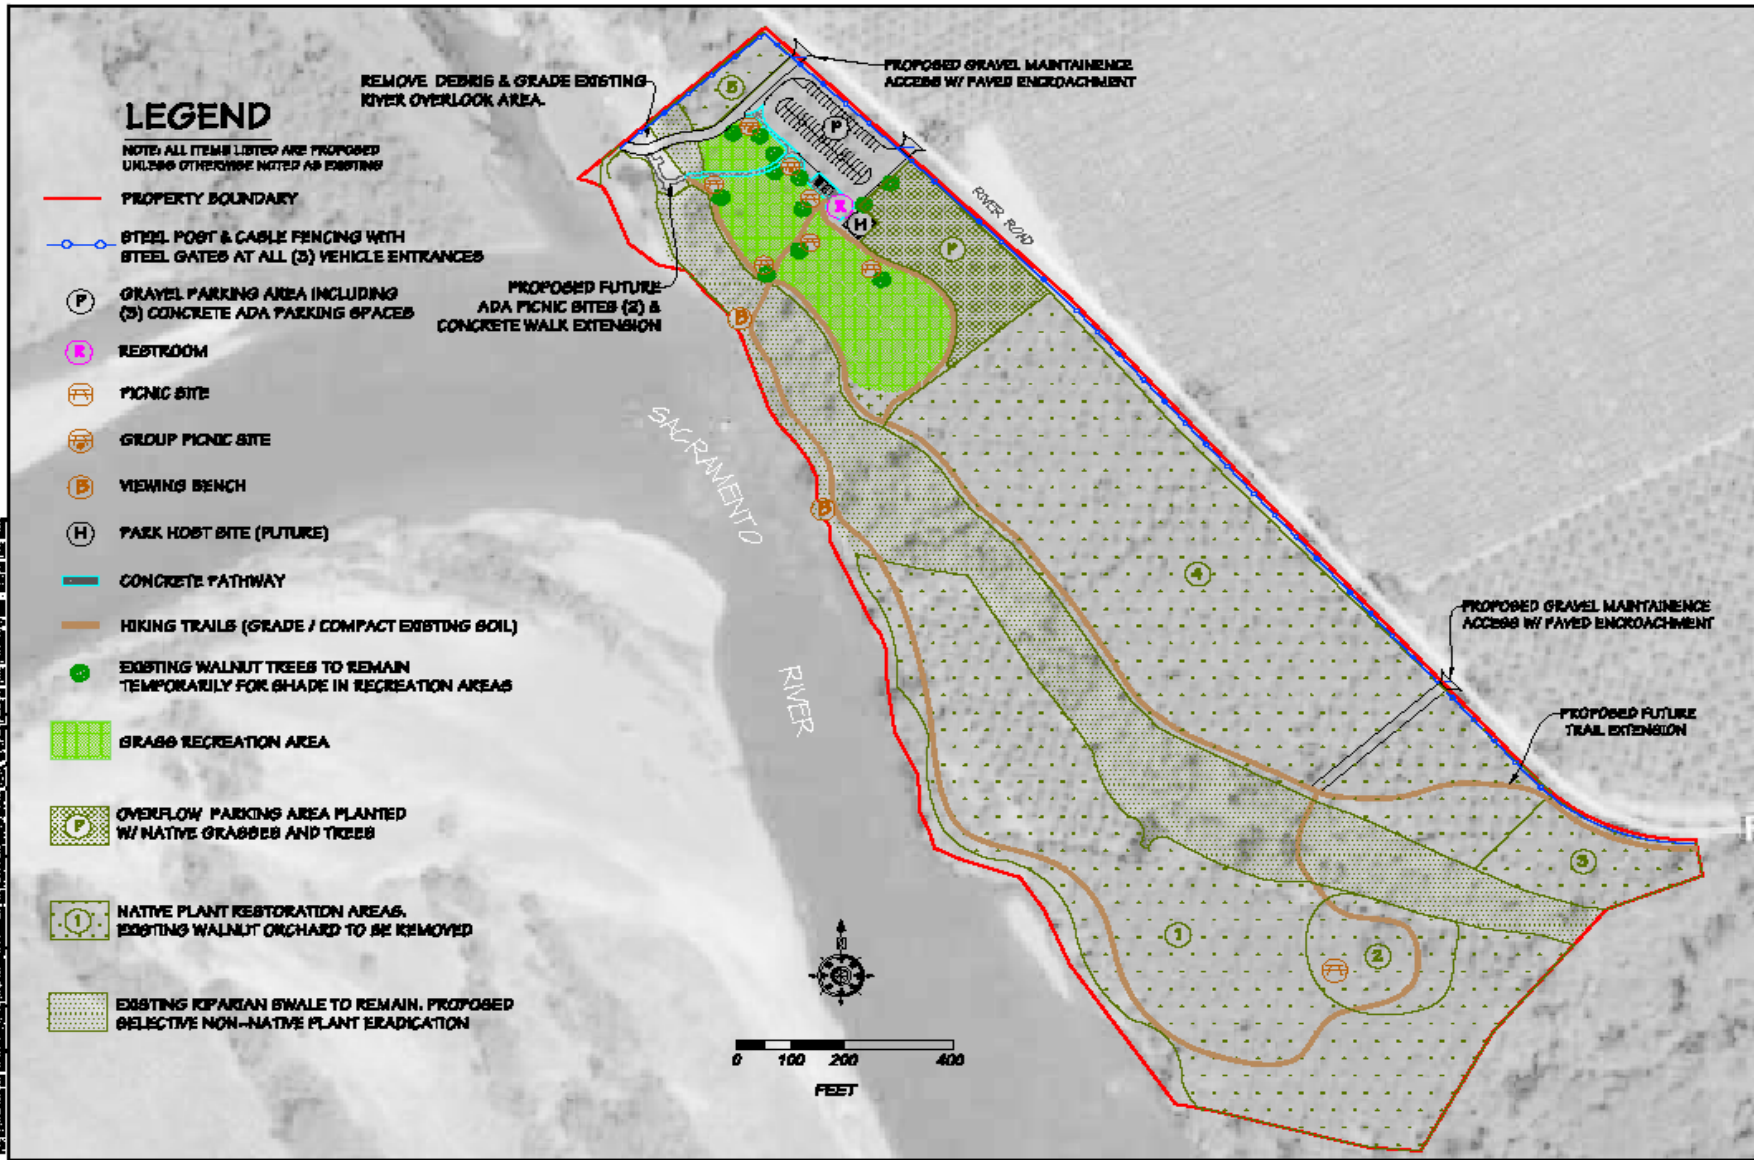 LEGEND
NOTE: ALL ITEMS LISTED ARE PROPOSED
UNLESS OTHERWISE NOTED AS EXISTING
PROPERTY BOUNDARY
STEEL POST & CABLE FENCING WITH
STEEL GATES AT ALL (3) VEHICLE ENTRANCES
P
GRAVEL PARKING AREA INCLUDING
(3) CONCRETE ADA PARKING SPACES
R
RESTROOM
PICNIC SITE
GROUP PICNIC SITE
B
VIEWING BENCH
H
PARK HOST SITE (FUTURE)
CONCRETE PATHWAY
HIKING TRAILS (GRADE / COMPACT EXISTING SOIL)
EXISTING WALNUT TREES TO REMAIN
TEMPORARILY FOR SHADE IN RECREATION AREAS
GRASS RECREATION AREA
P
OVERFLOW PARKING AREA PLANTED
W/ NATIVE GRASSES AND TREES
1
NATIVE PLANT RESTORATION AREAS.
EXISTING WALNUT ORCHARD TO BE REMOVED
EXISTING RIPARIAN SWALE TO REMAIN. PROPOSED
SELECTIVE NON-NATIVE PLANT ERADICATION
REMOVE DEBRIS & GRADE EXISTING
RIVER OVERLOOK AREA.
PROPOSED GRAVEL MAINTAINENCE
ACCESS W/ PAVED ENCROACHMENT
5
P
R
H
P
RIVER ROAD
PROPOSED FUTURE
ADA PICNIC SITES (2) &
CONCRETE WALK EXTENSION
B
B
SACRAMENTO
RIVER
4
PROPOSED GRAVEL MAINTAINENCE
ACCESS W/ PAVED ENCROACHMENT
PROPOSED FUTURE
TRAIL EXTENSION
3
1
2
N
0 100 200 400
FEET